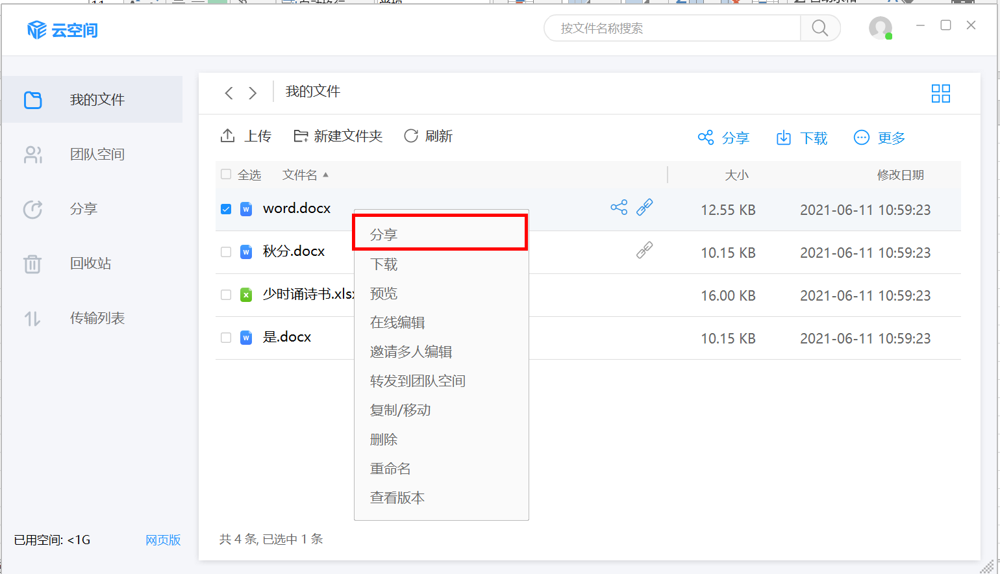 云空间
按文件名称搜索
我的文件
团队空间
分享
回收站
传输列表
已用空间: <1G
网页版
我的文件
上传 新建文件夹 刷新
分享 下载 更多
全选 文件名 大小 修改日期
word.docx 12.55 KB 2021-06-11 10:59:23
秋分.docx 10.15 KB 2021-06-11 10:59:23
少时诵诗书.xlsx 16.00 KB 2021-06-11 10:59:23
是.docx 10.15 KB 2021-06-11 10:59:23
分享
下载
预览
在线编辑
邀请多人编辑
转发到团队空间
复制/移动
删除
重命名
查看版本
共 4 条, 已选中 1 条